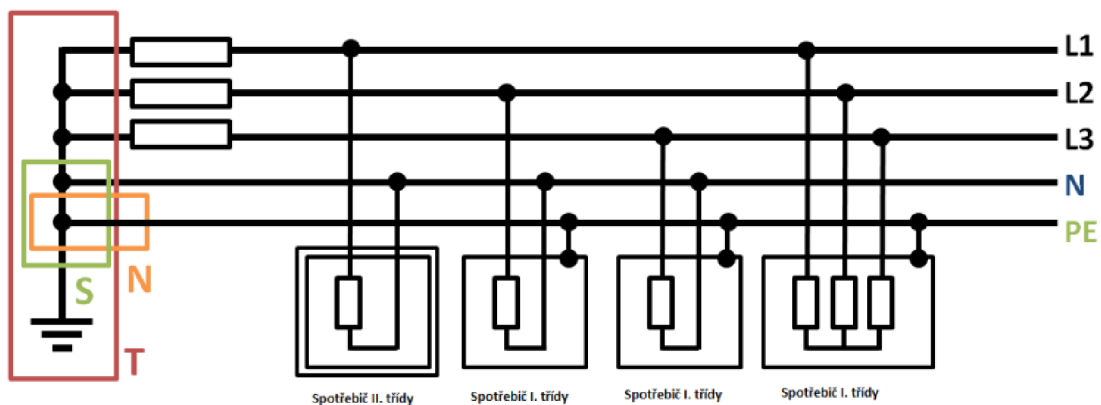 L1
L2
L3
N
PE
S
N
T
Spotřebič II. třídy
Spotřebič I. třídy
Spotřebič I. třídy
Spotřebič I. třídy